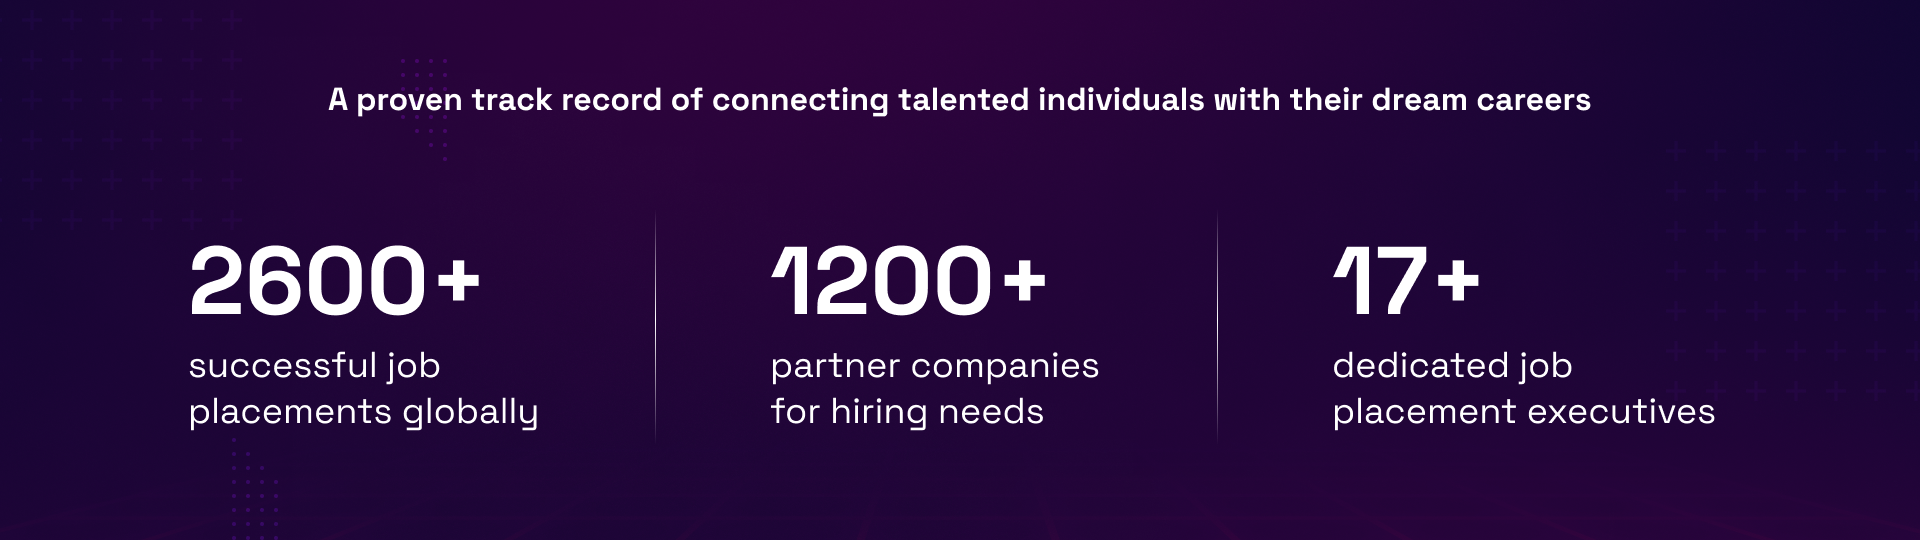 A proven track record of connecting talented individuals with their dream careers
2600+
successful job
placements globally
1200+
partner companies
for hiring needs
17+
dedicated job
placement executives